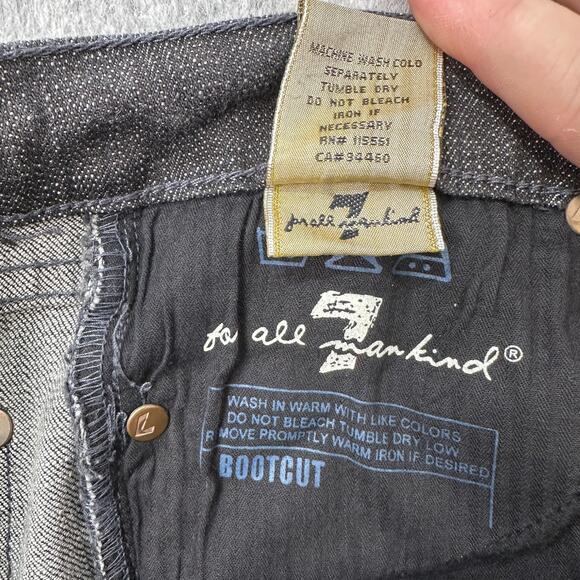 MACHINE WASH COLD
SEPARATELY
TUMBLE DRY
DO NOT BLEACH
IRON IF
NECESSARY
RN# 115551
CA#34460
7
for all mankind
7
for all mankind®
WASH IN WARM WITH LIKE COLORS
DO NOT BLEACH TUMBLE DRY LOW
REMOVE PROMPTLY WARM IRON IF DESIRED
BOOTCUT
7